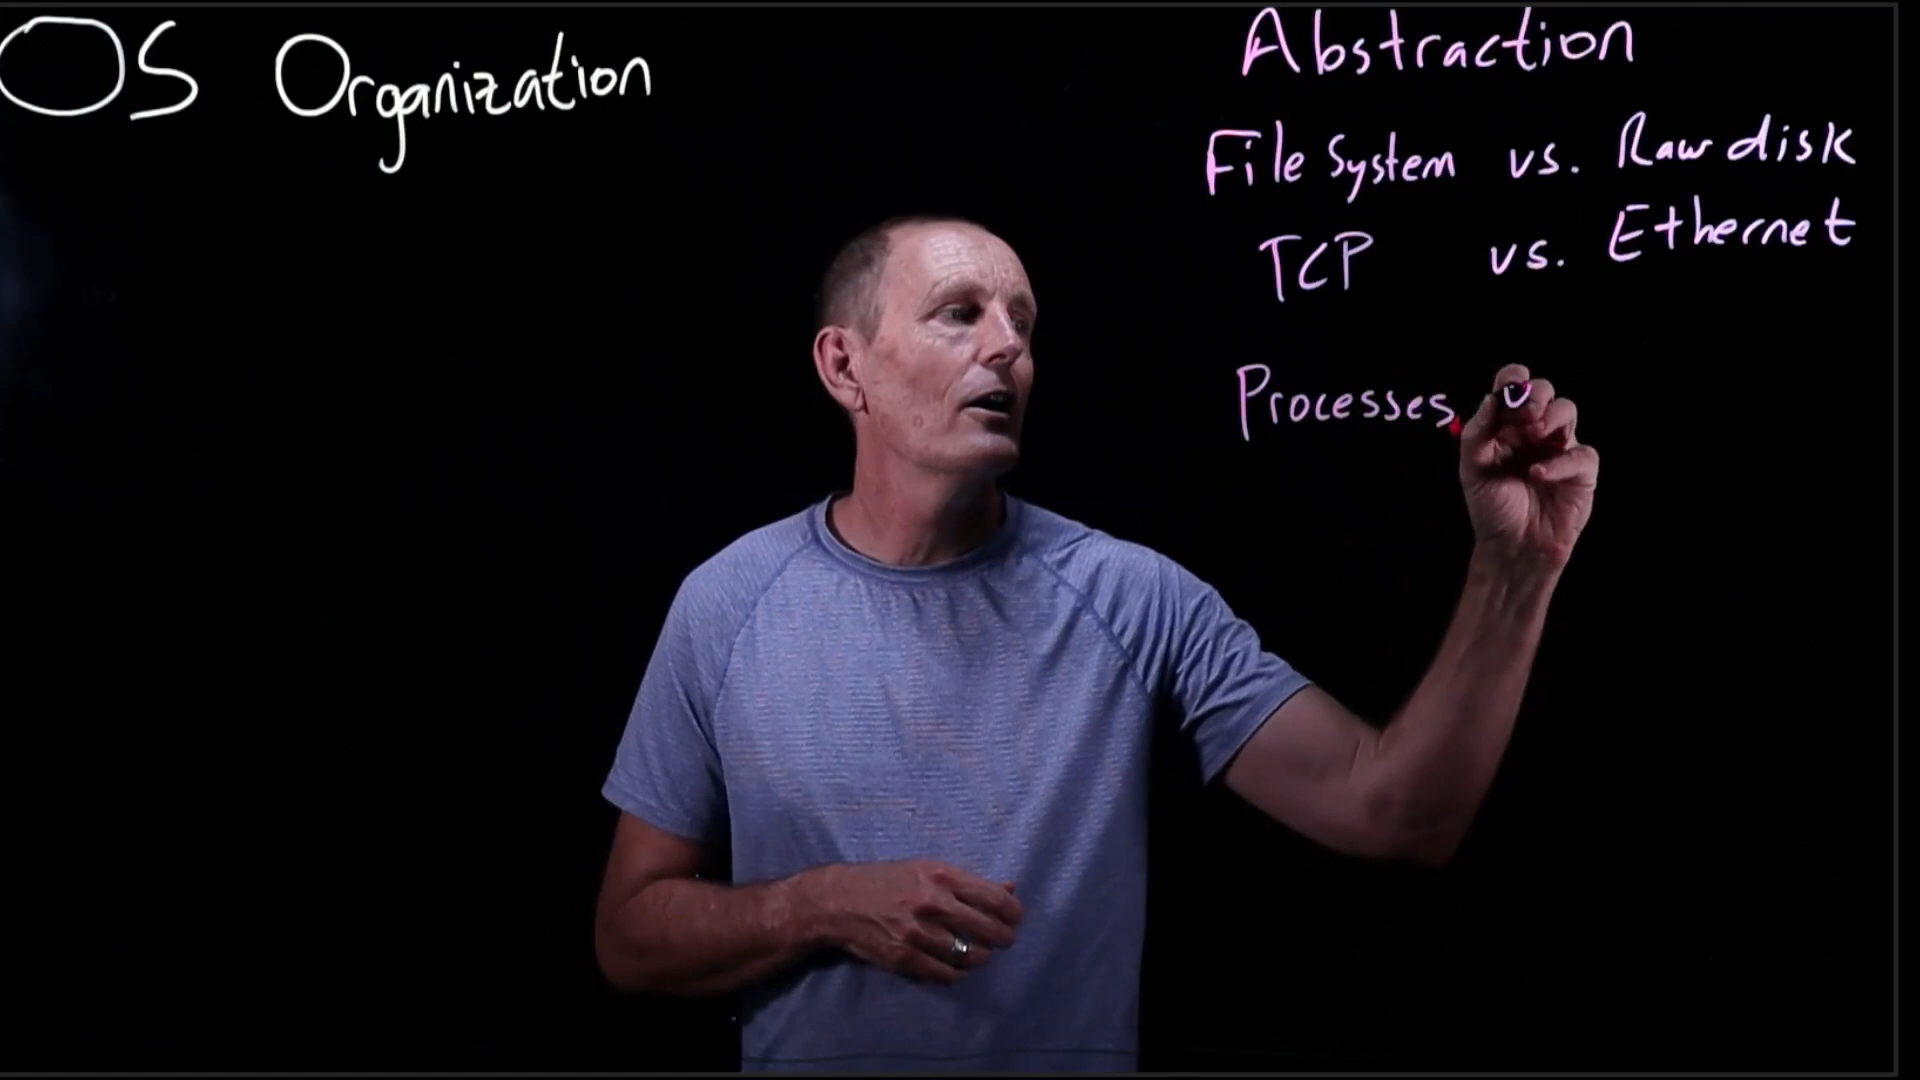 OS Organization
Abstraction
File System vs. Raw disk
TCP vs. Ethernet
Processes v